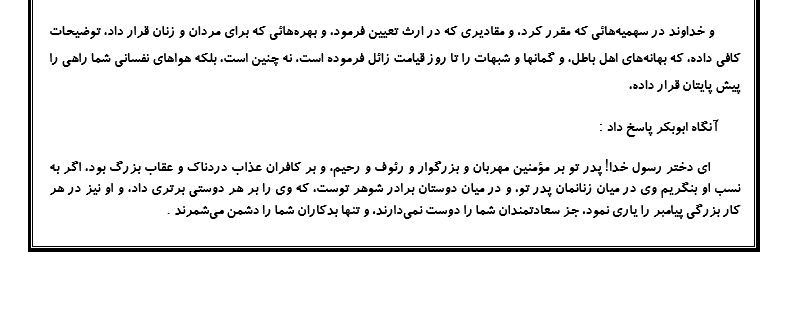 و خداوند در سهمیه‌هائی که مقرر کرد، و مقادیری که در ارث تعیین فرمود، و بهره‌هائی که برای مردان و زنان قرار داد، توضیحات
کافی داده، که بهانه‌های اهل باطل، و گمانها و شبهات را تا روز قیامت زائل فرموده است، نه چنین است، بلکه هواهای نفسانی شما راهی را
پیش پایتان قرار داده،
آنگاه ابوبکر پاسخ داد :
ای دختر رسول خدا! پدر تو بر مؤمنین مهربان و بزرگوار و رئوف و رحیم، و بر کافران عذاب دردناک و عقاب بزرگ بود، اگر به
نسب او بنگریم وی در میان زنانمان پدر تو، و در میان دوستان برادر شوهر توست، که وی را بر هر دوستی برتری داد، و او نیز در هر
کار بزرگی پیامبر را یاری نمود، جز سعادتمندان شما را دوست نمی‌دارند، و تنها بدکاران شما را دشمن می‌شمرند .